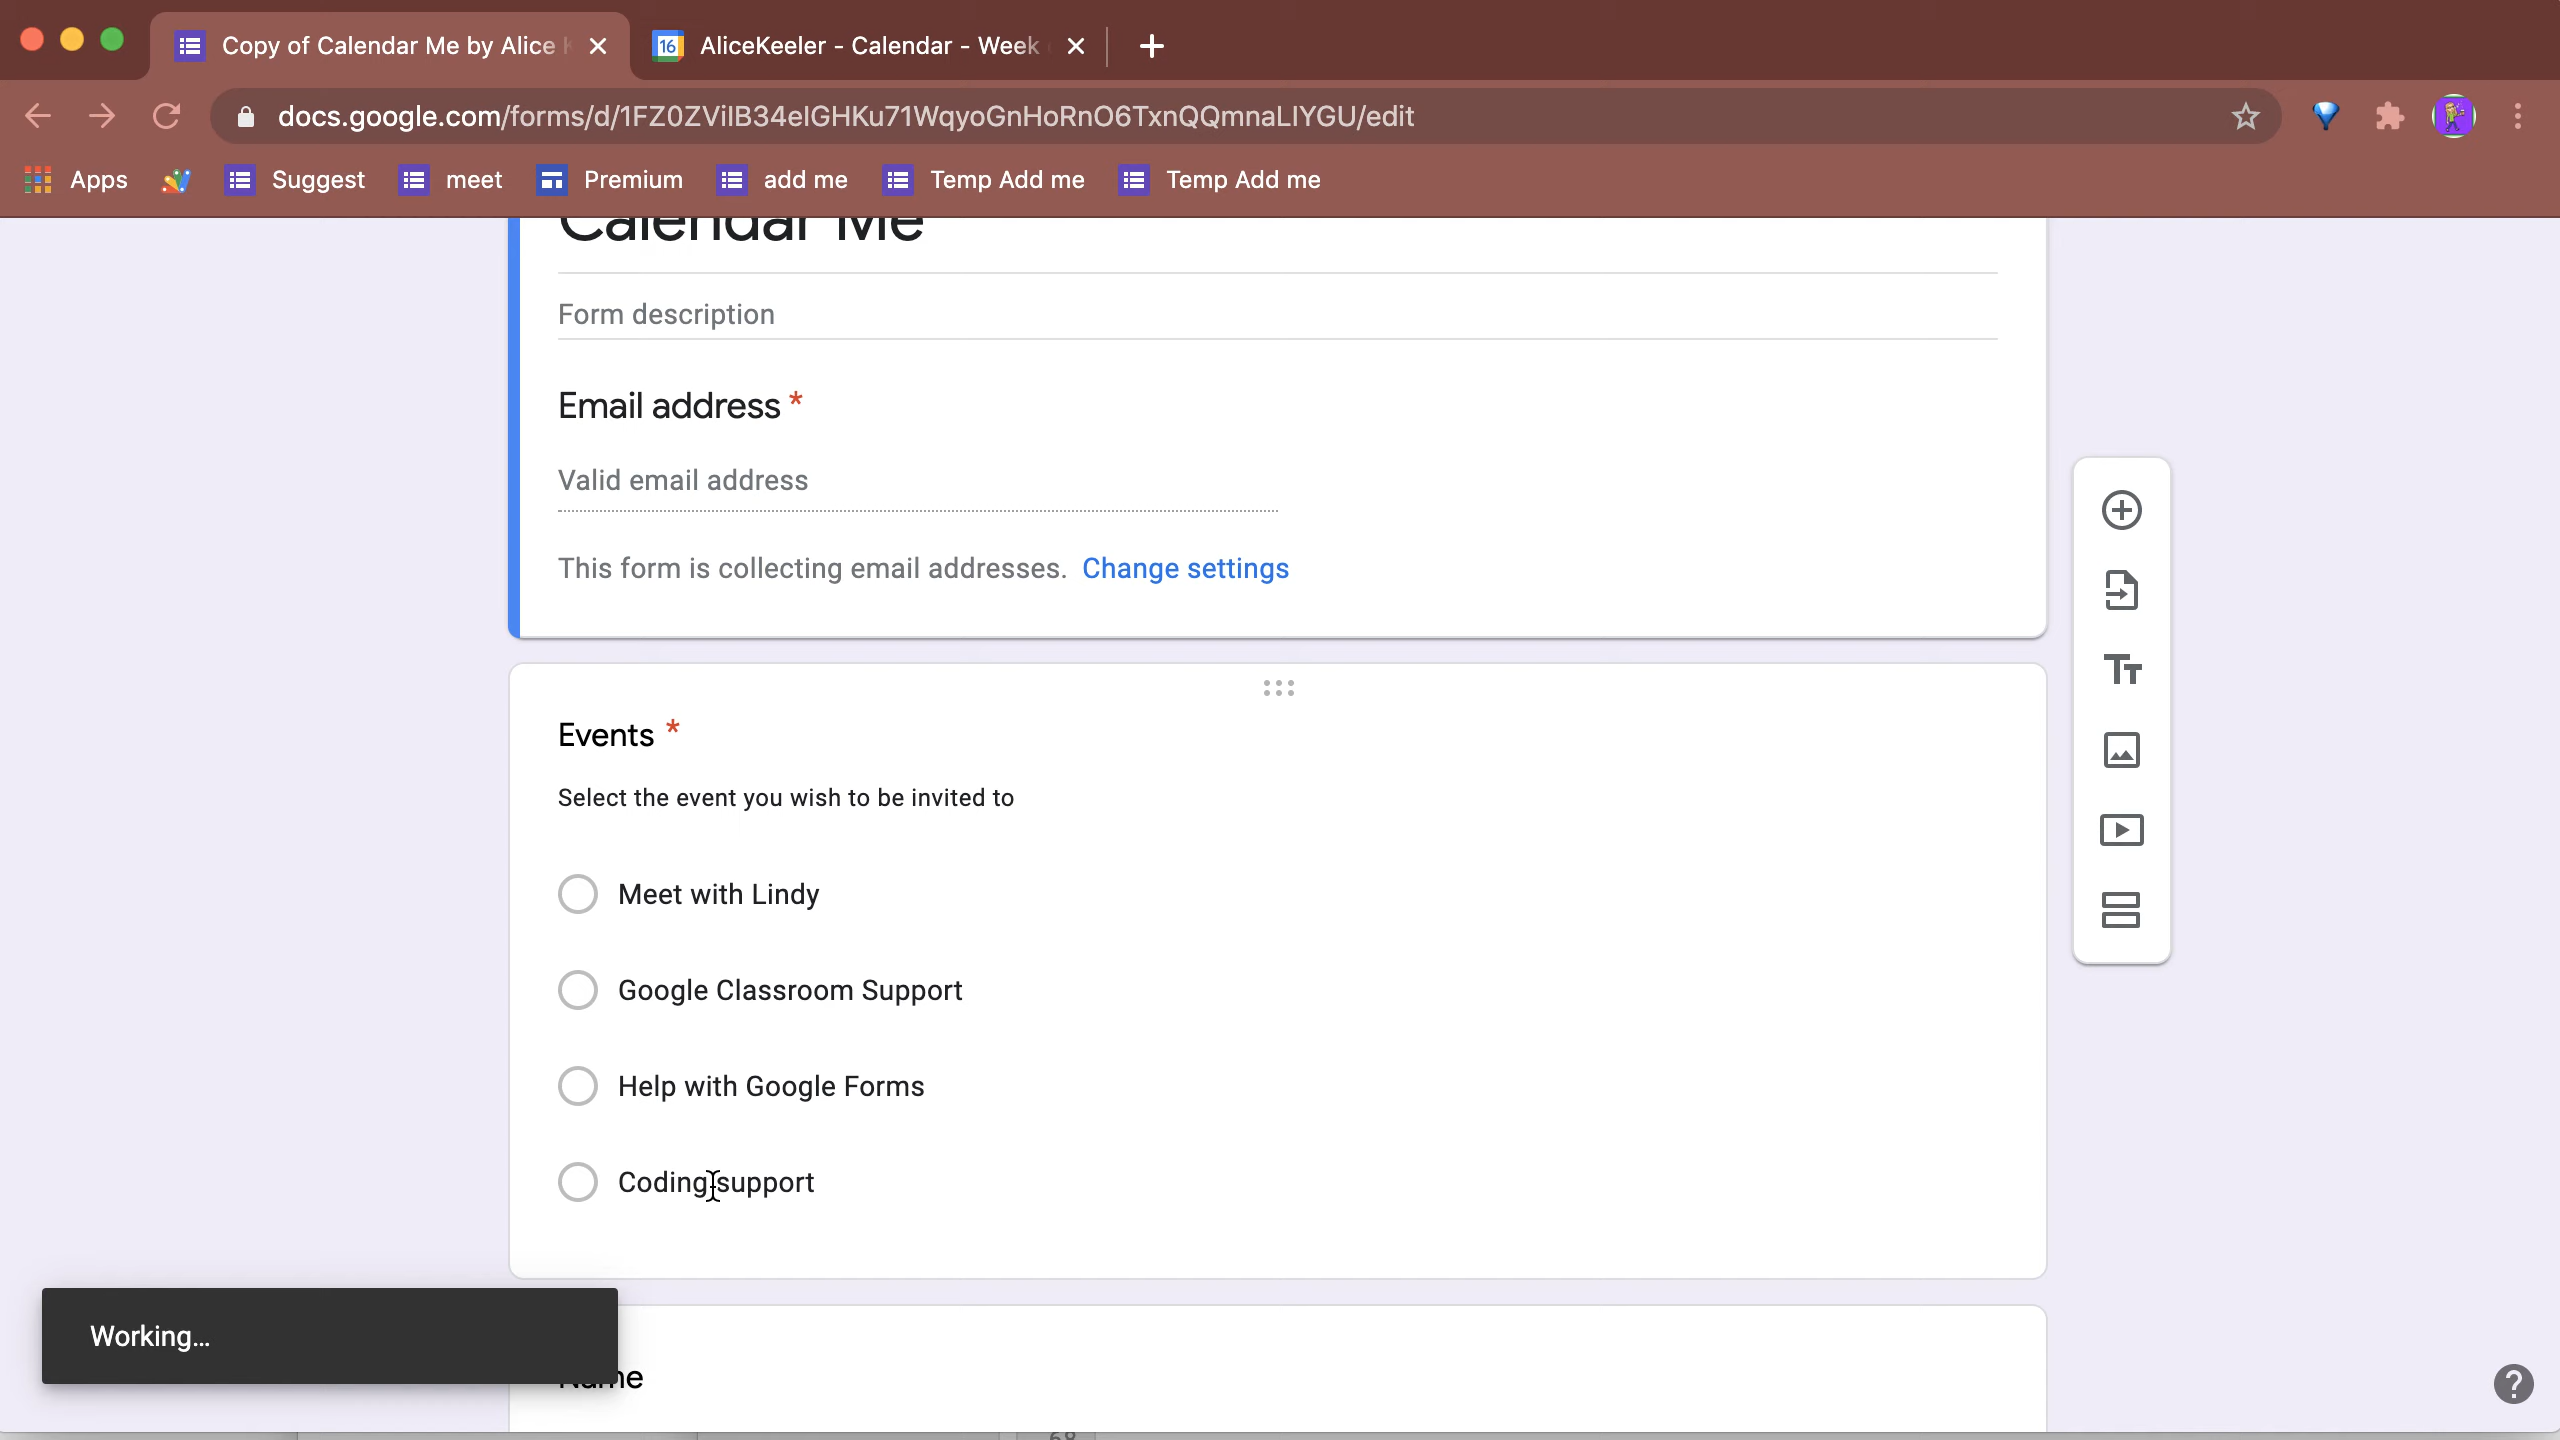 Copy of Calendar Me by Alice
AliceKeeler - Calendar - Week
docs.google.com/forms/d/1FZ0ZVilB34eIGHKu71WqyoGnHoRnO6TxnQQmnaLIYGU/edit
Apps Suggest meet Premium add me Temp Add me Temp Add me
Calendar Me
Form description
Email address *
Valid email address
This form is collecting email addresses. Change settings
Events *
Select the event you wish to be invited to
Meet with Lindy
Google Classroom Support
Help with Google Forms
Coding support
Working...
Name